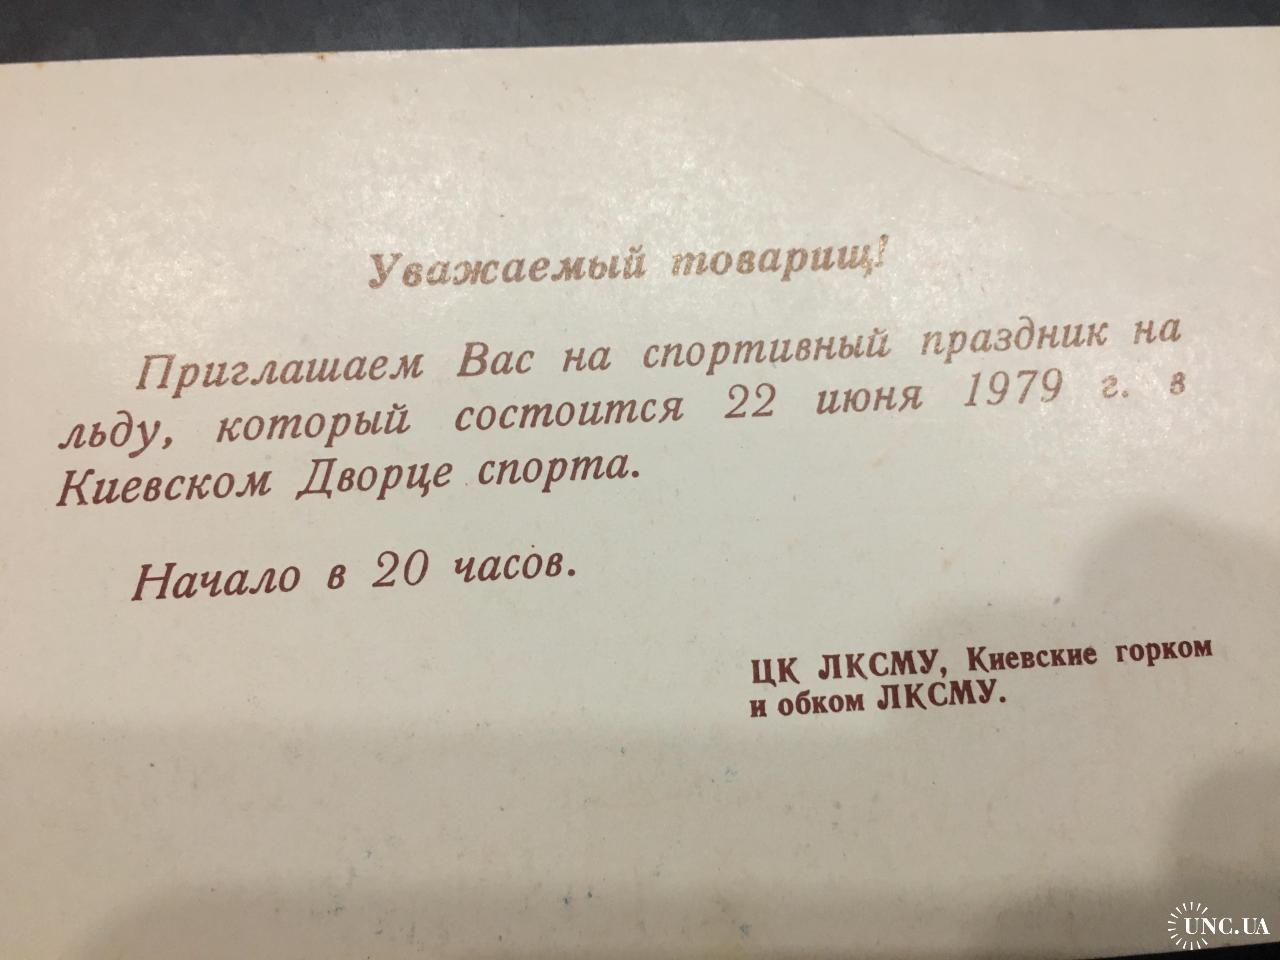 Уважаемый товарищ!
Приглашаем Вас на спортивный праздник на
льду, который состоится 22 июня 1979 г. в
Киевском Дворце спорта.
Начало в 20 часов.
ЦК ЛКСМУ, Киевские горком
и обком ЛКСМУ.
UNC.UA